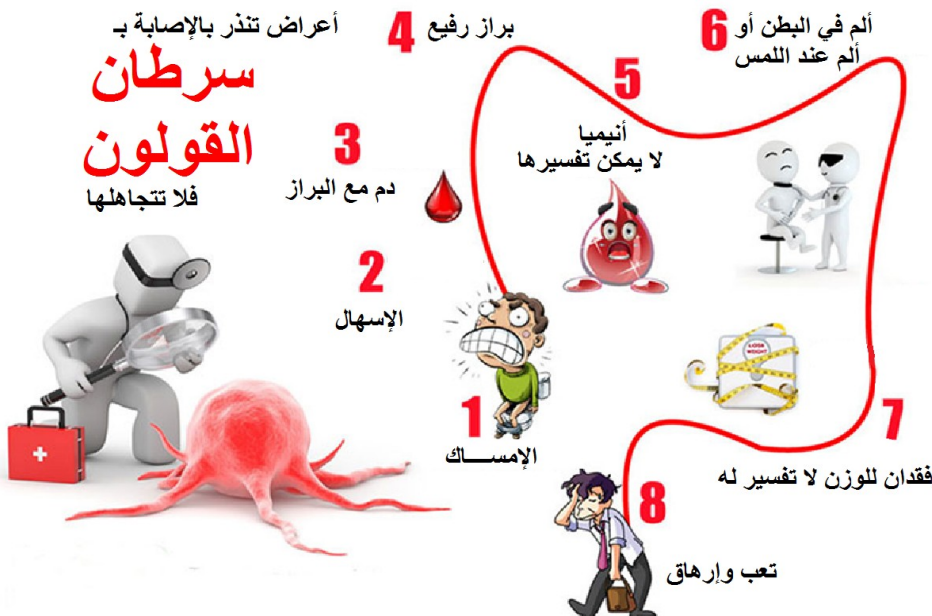 أعراض تنذر بالإصابة بـ
سرطان
القولون
فلا تتجاهلها
1
الإمســـاك
2
الإسهال
3
دم مع البراز
4
براز رفيع
5
أنيميا
لا يمكن تفسيرها
6
ألم في البطن أو
ألم عند اللمس
LOSE
WEIGHT
7
فقدان للوزن لا تفسير له
8
تعب وإرهاق